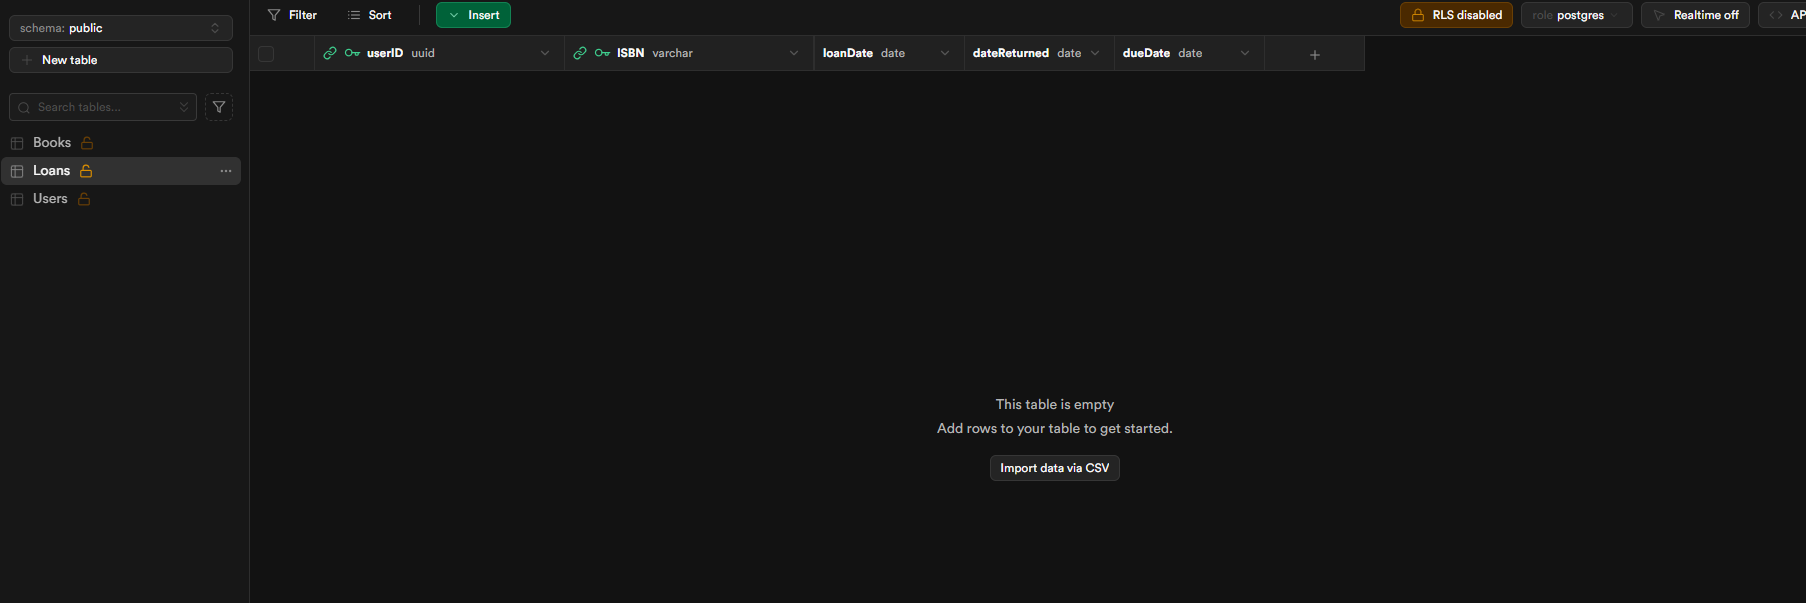 schema: public
New table
Search tables...
Books
Loans
Users
Filter Sort Insert RLS disabled role postgres Realtime off AP
userID uuid ISBN varchar loanDate date dateReturned date dueDate date
This table is empty
Add rows to your table to get started.
Import data via CSV